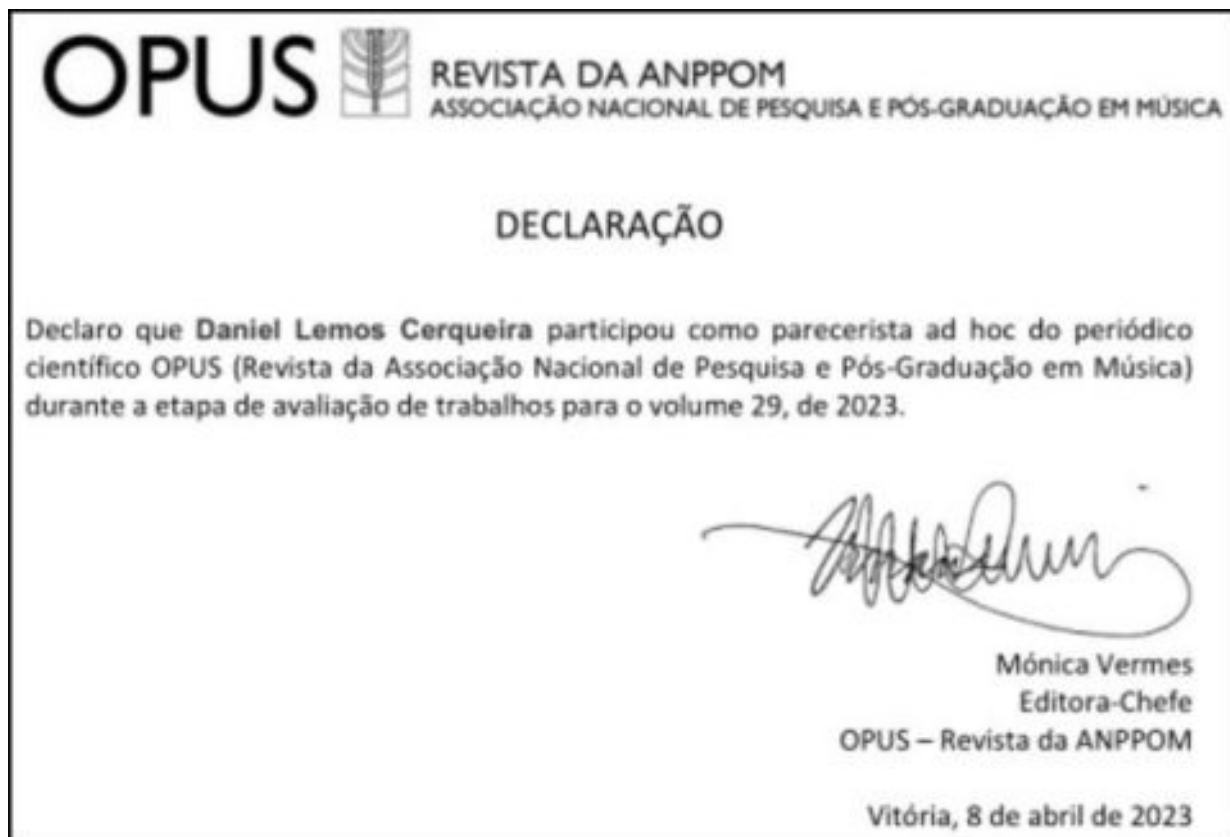 OPUS
REVISTA DA ANPPOM
ASSOCIAÇÃO NACIONAL DE PESQUISA E PÓS-GRADUAÇÃO EM MÚSICA
DECLARAÇÃO
Declaro que Daniel Lemos Cerqueira participou como parecerista ad hoc do periódico
científico OPUS (Revista da Associação Nacional de Pesquisa e Pós-Graduação em Música)
durante a etapa de avaliação de trabalhos para o volume 29, de 2023.
Mónica Vermes
Editora-Chefe
OPUS – Revista da ANPPOM
Vitória, 8 de abril de 2023